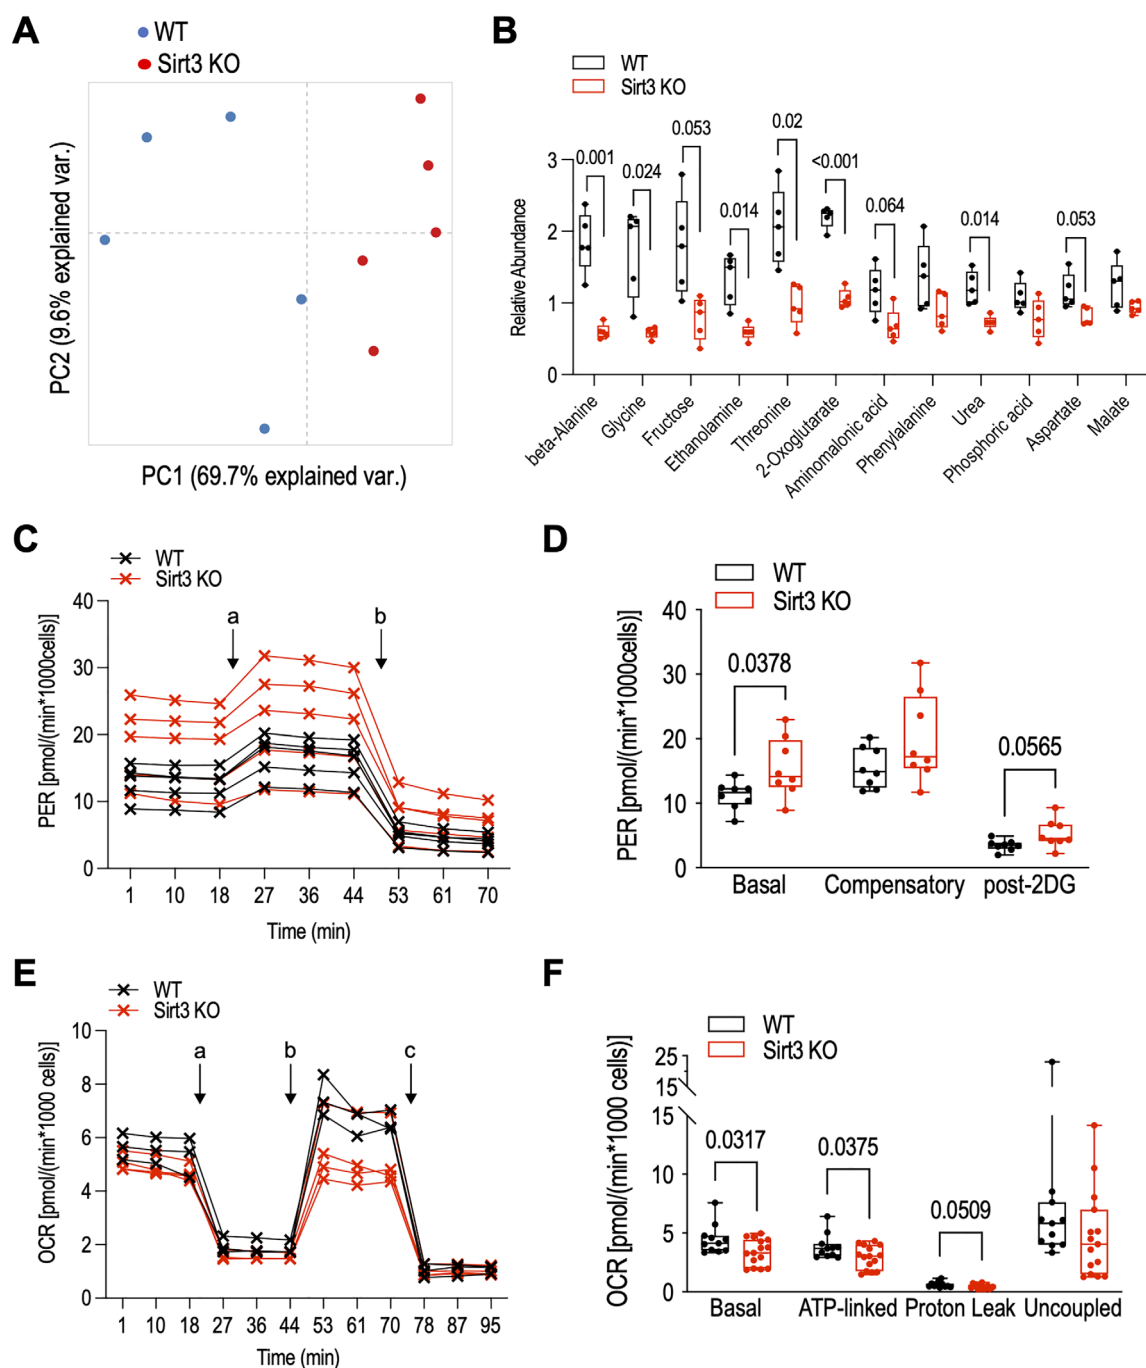 A
WT
Sirt3 KO
PC2 (9.6% explained var.)
PC1 (69.7% explained var.)
B
WT
Sirt3 KO
Relative Abundance
3
2
1
0
0.001
0.024
0.053
0.014
0.02
<0.001
0.064
0.014
0.053
beta-Alanine
Glycine
Fructose
Ethanolamine
Threonine
2-Oxoglutarate
Aminomalonic acid
Phenylalanine
Urea
Phosphoric acid
Aspartate
Malate
C
WT
Sirt3 KO
PER [pmol/(min*1000cells)]
40
30
20
10
0
a
b
1 10 18 27 36 44 53 61 70
Time (min)
D
WT
Sirt3 KO
PER [pmol/(min*1000cells)]
40
30
20
10
0
0.0378
0.0565
Basal Compensatory post-2DG
E
WT
Sirt3 KO
OCR [pmol/(min*1000 cells)]
10
8
6
4
2
0
a
b
c
1 10 18 27 36 44 53 61 70 78 87 95
Time (min)
F
WT
Sirt3 KO
OCR [pmol/(min*1000 cells)]
25
15
15
10
5
0
0.0317
0.0375
0.0509
Basal ATP-linked Proton Leak Uncoupled